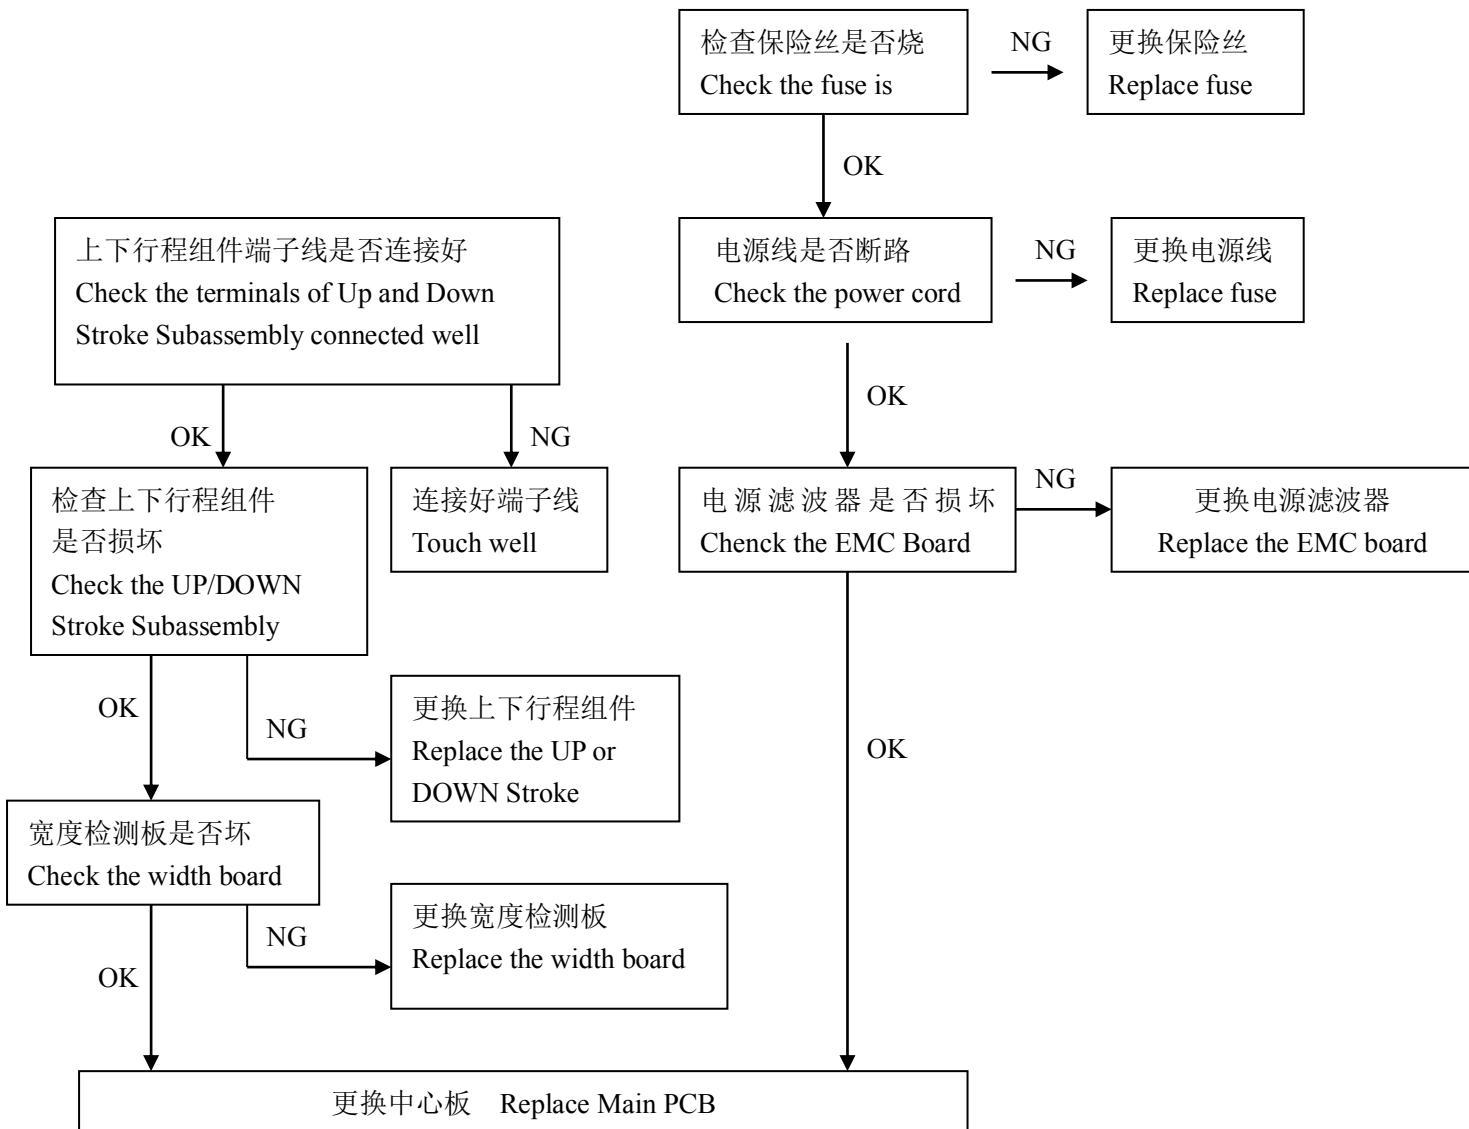 检查保险丝是否烧
Check the fuse is
NG
更换保险丝
Replace fuse
OK
上下行程组件端子线是否连接好
Check the terminals of Up and Down
Stroke Subassembly connected well
电源线是否断路
Check the power cord
NG
更换电源线
Replace fuse
OK
NG
OK
检查上下行程组件
是否损坏
Check the UP/DOWN
Stroke Subassembly
连接好端子线
Touch well
电源滤波器是否损坏
Chenck the EMC Board
NG
更换电源滤波器
Replace the EMC board
OK
NG
更换上下行程组件
Replace the UP or
DOWN Stroke
OK
宽度检测板是否坏
Check the width board
NG
更换宽度检测板
Replace the width board
OK
更换中心板 Replace Main PCB